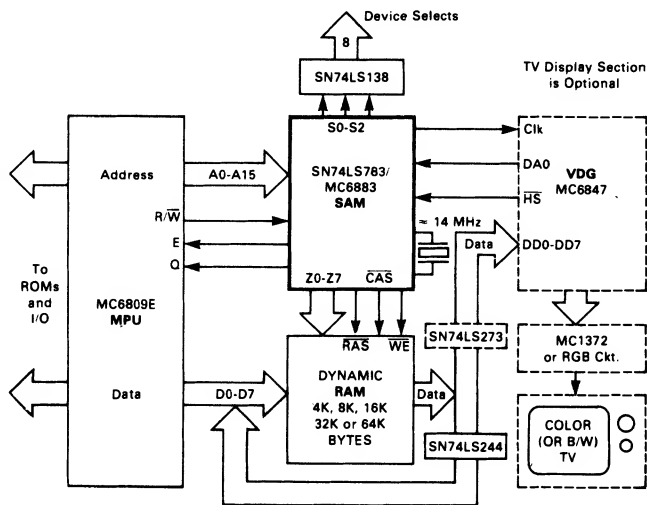 Device Selects
8
SN74LS138
TV Display Section
is Optional
S0-S2
Clk
Address
A0-A15
SN74LS783/
MC6883
SAM
DA0
VDG
MC6847
HS
R/W
≈ 14 MHz
E
Q
Data
DD0-DD7
To
ROMs
and
I/O
Z0-Z7
CAS
MC6809E
MPU
RAS
WE
SN74LS273
MC1372
or RGB Ckt.
Data
D0-D7
DYNAMIC
RAM
4K, 8K, 16K
32K or 64K
BYTES
Data
SN74LS244
COLOR
(OR B/W)
TV